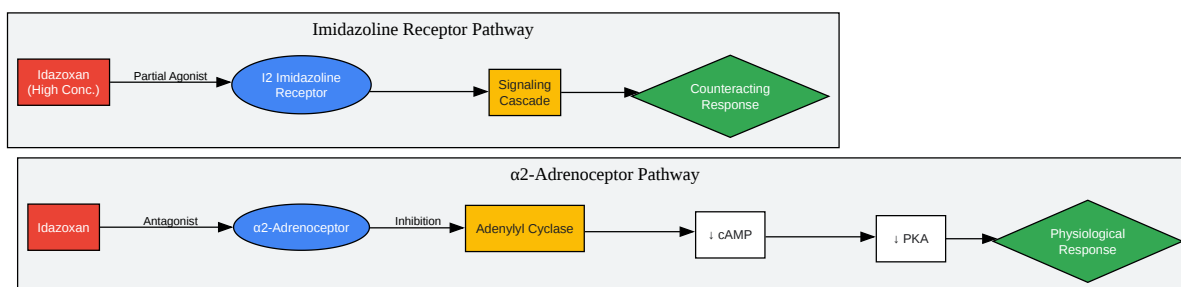 Imidazoline Receptor Pathway
Idazoxan
(High Conc.)
Partial Agonist
I2 Imidazoline
Receptor
Signaling
Cascade
Counteracting
Response
α2-Adrenoceptor Pathway
Idazoxan
Antagonist
α2-Adrenoceptor
Inhibition
Adenylyl Cyclase
↓ cAMP
↓ PKA
Physiological
Response